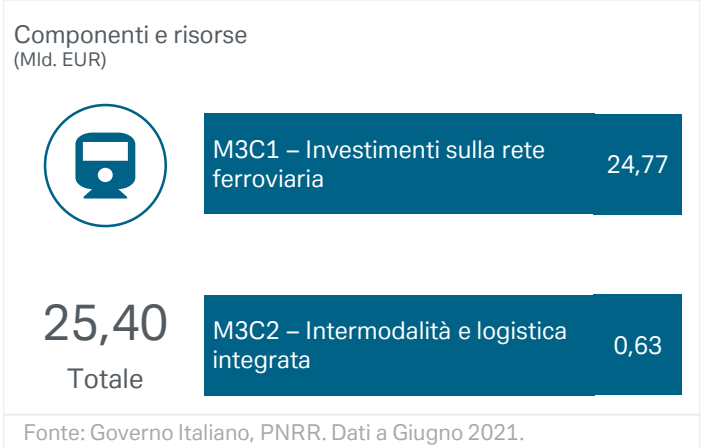 Componenti e risorse
(Mld. EUR)
M3C1 – Investimenti sulla rete
ferroviaria
24,77
25,40
Totale
M3C2 – Intermodalità e logistica
integrata
0,63
Fonte: Governo Italiano, PNRR. Dati a Giugno 2021.